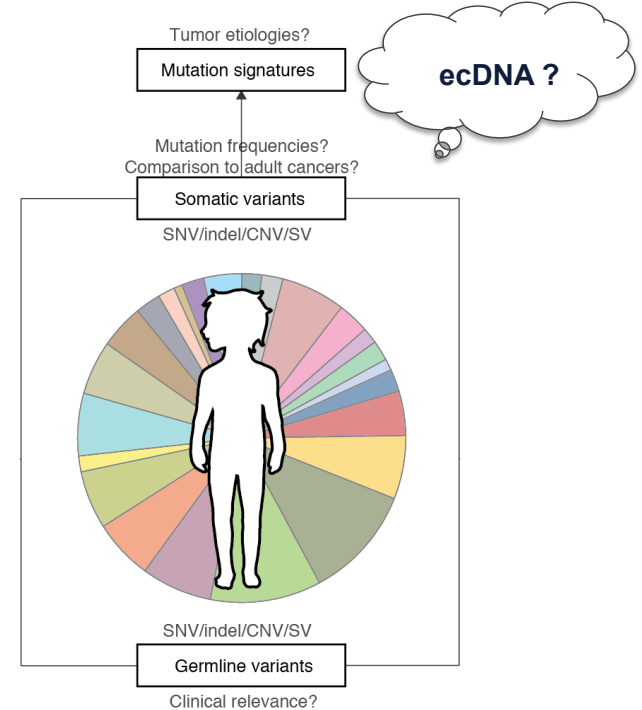 Tumor etiologies?
Mutation signatures
ecDNA ?
Mutation frequencies?
Comparison to adult cancers?
Somatic variants
SNV/indel/CNV/SV
SNV/indel/CNV/SV
Germline variants
Clinical relevance?